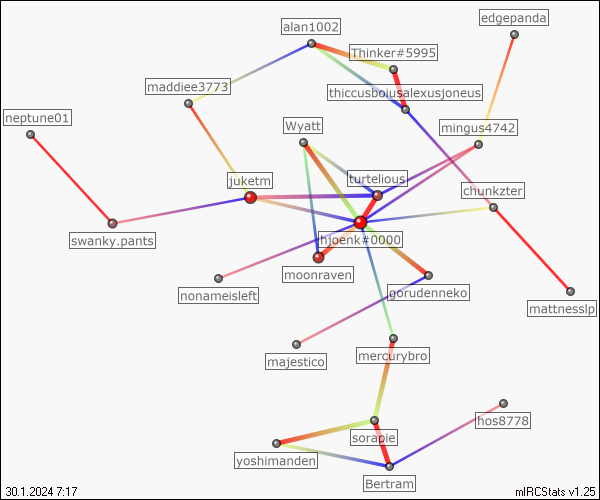 edgepanda
alan1002
Thinker#5995
maddiee3773
thiccusboiusalexusjoneus
neptune01
Wyatt
mingus4742
juketm
turtelious
chunkzter
swanky.pants
hjoenk#0000
moonraven
nonameisleft
gorudenneko
mattnesslp
majestico
mercurybro
hos8778
sorapie
yoshimanden
Bertram
30.1.2024 7:17
mIRCStats v1.25